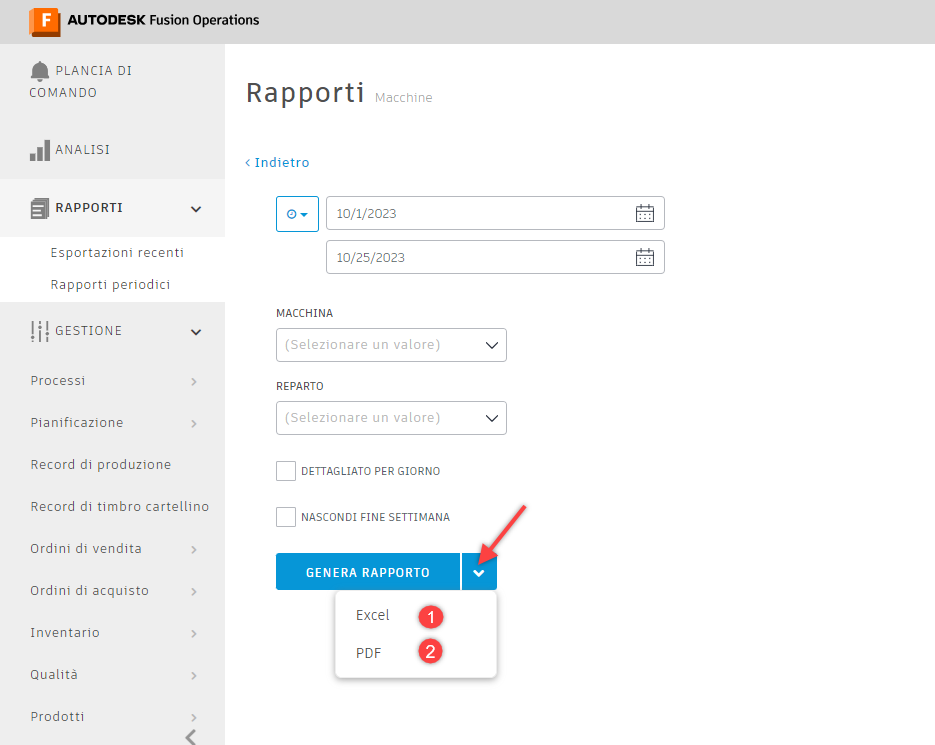 F AUTODESK Fusion Operations
PLANCIA DI
COMANDO
ANALISI
RAPPORTI
Esportazioni recenti
Rapporti periodici
GESTIONE
Processi
Pianificazione
Record di produzione
Record di timbro cartellino
Ordini di vendita
Ordini di acquisto
Inventario
Qualità
Prodotti
Rapporti Macchine
< Indietro
10/1/2023
10/25/2023
MACCHINA
(Selezionare un valore)
REPARTO
(Selezionare un valore)
DETTAGLIATO PER GIORNO
NASCONDI FINE SETTIMANA
GENERA RAPPORTO
Excel 1
PDF 2